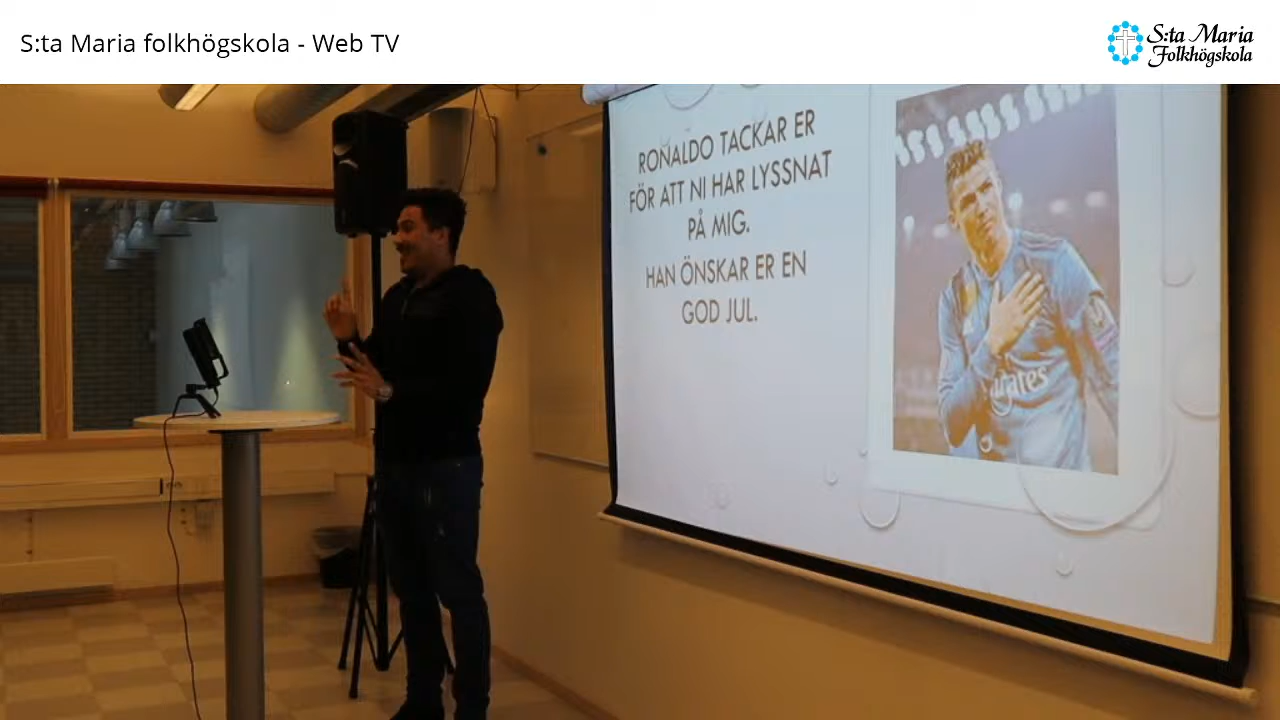 S:ta Maria folkhögskola - Web TV
S:ta Maria
Folkhögskola
RONALDO TACKAR ER
FÖR ATT NI HAR LYSSNAT
PÅ MIG.
HAN ÖNSKAR ER EN
GOD JUL.